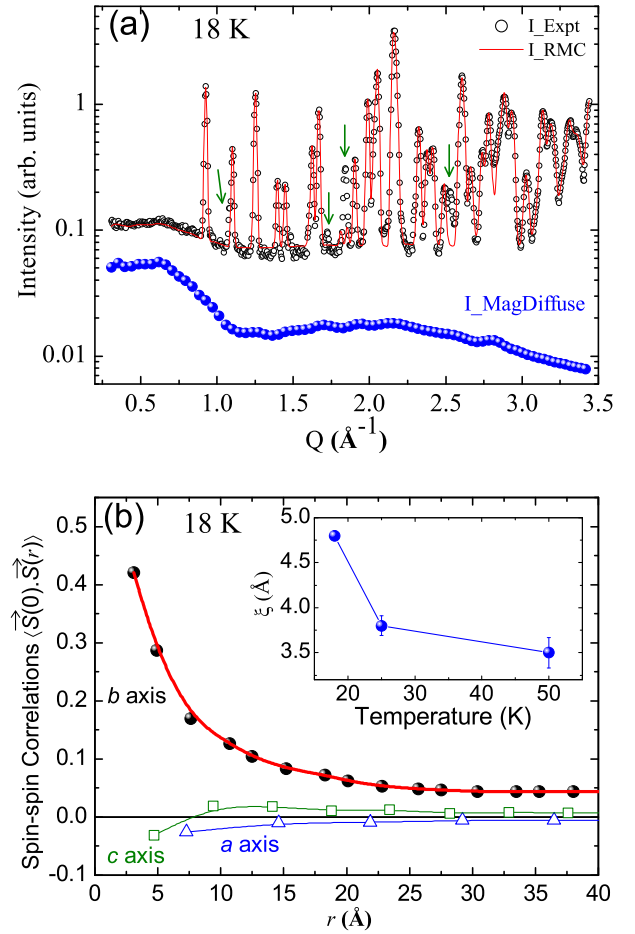 (a)
18 K
I_Expt
I_RMC
Intensity (arb. units)
1
0.1
0.01
I_MagDiffuse
0.5 1.0 1.5 2.0 2.5 3.0 3.5
Q (Å⁻¹)
(b)
18 K
Spin-spin Correlations ⟨S⃗(0).S⃗(r)⟩
0.5
0.4
0.3
0.2
0.1
0.0
-0.1
b axis
c axis
a axis
ξ (Å)
5.0
4.5
4.0
3.5
20 30 40 50
Temperature (K)
0 5 10 15 20 25 30 35 40
r (Å)